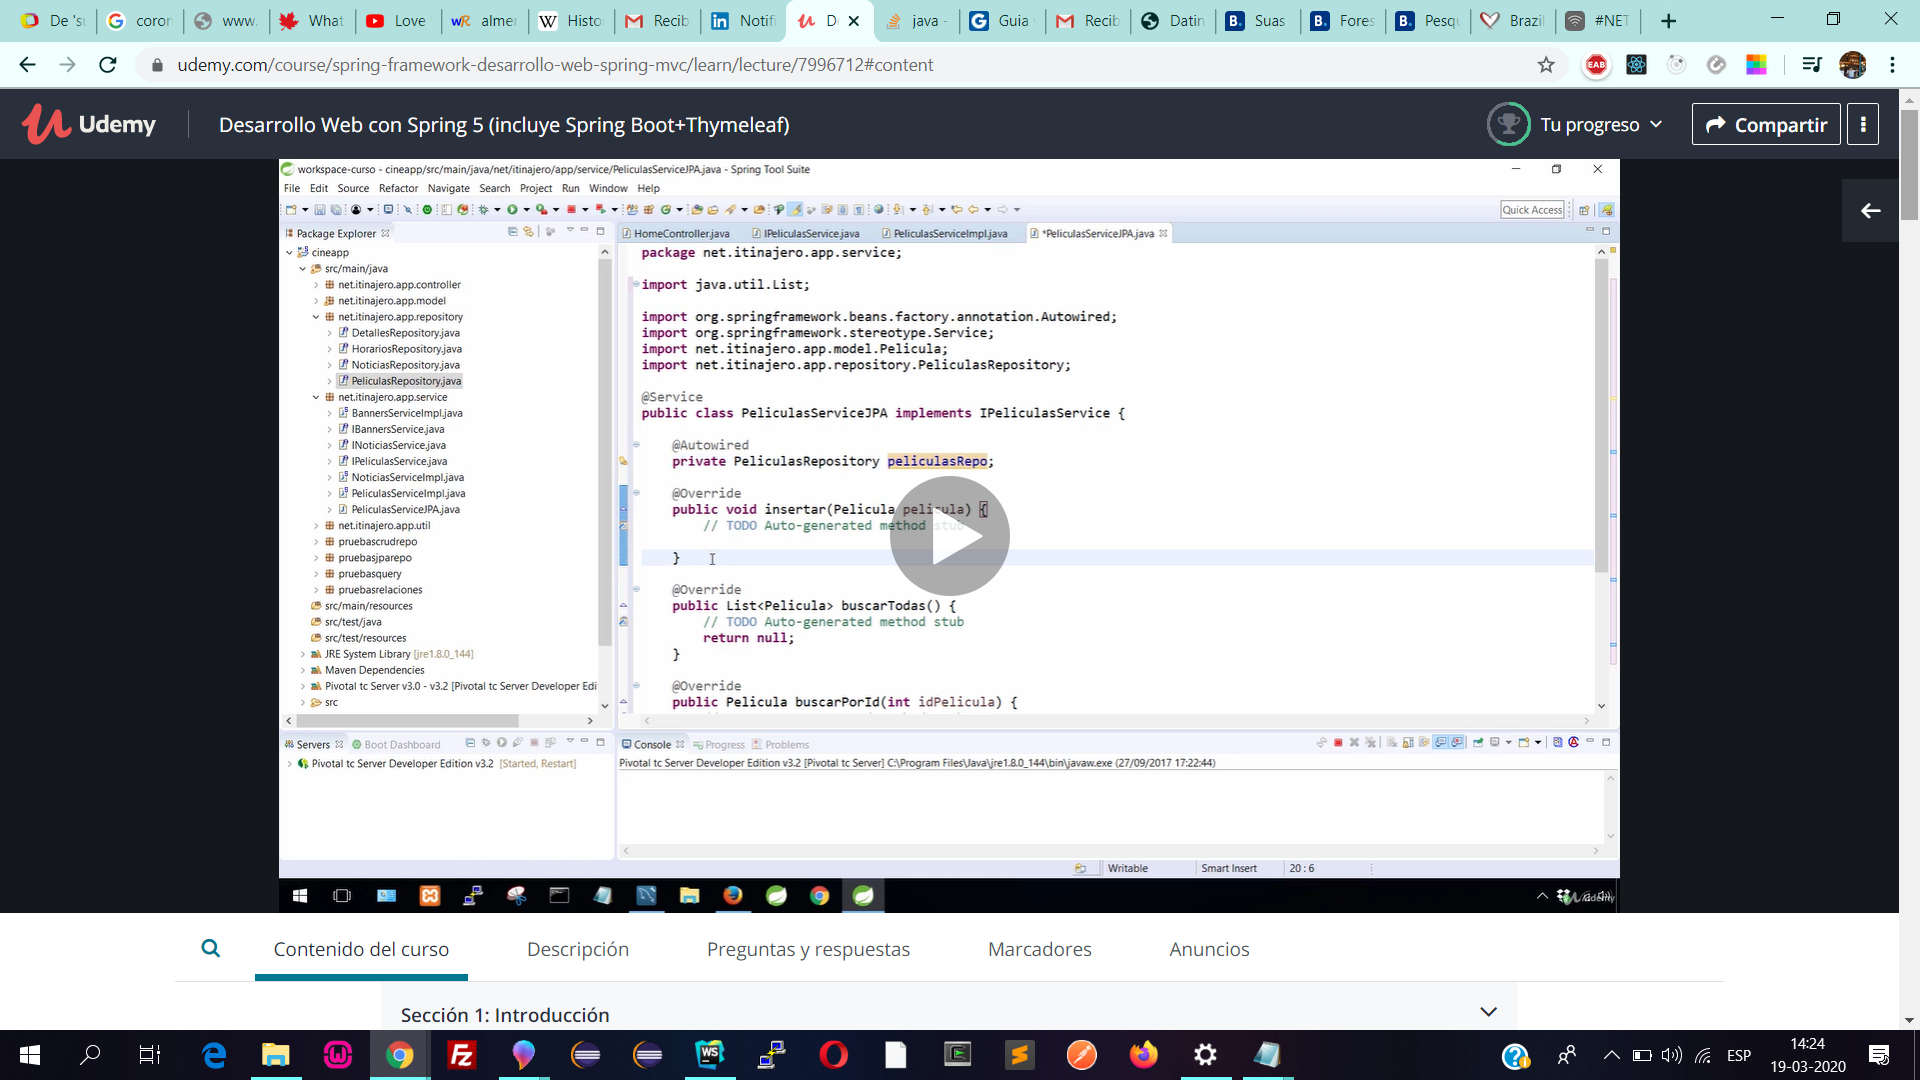 De 'su
coron
www.
What
Love
almer
Histo
Recib
Notifi
De
java -
Guia
Recib
Datin
Suas
Fores
Pesqu
Brazil
#NET
udemy.com/course/spring-framework-desarrollo-web-spring-mvc/learn/lecture/7996712#content
Udemy
Desarrollo Web con Spring 5 (incluye Spring Boot+Thymeleaf)
Tu progreso
Compartir
workspace-curso - cineapp/src/main/java/net/itinajero/app/service/PeliculasServiceJPA.java - Spring Tool Suite
File Edit Source Refactor Navigate Search Project Run Window Help
Quick Access
Package Explorer
cineapp
src/main/java
net.itinajero.app.controller
net.itinajero.app.model
net.itinajero.app.repository
DetallesRepository.java
HorariosRepository.java
NoticiasRepository.java
PeliculasRepository.java
net.itinajero.app.service
BannersServiceImpl.java
IBannersService.java
INoticiasService.java
IPeliculasService.java
NoticiasServiceImpl.java
PeliculasServiceImpl.java
PeliculasServiceJPA.java
net.itinajero.app.util
pruebascrudrepo
pruebasjparepo
pruebasquery
pruebasrelaciones
src/main/resources
src/test/java
src/test/resources
JRE System Library [jre1.8.0_144]
Maven Dependencies
Pivotal tc Server v3.0 - v3.2 [Pivotal tc Server Developer Edi
src
HomeController.java
IPeliculasService.java
PeliculasServiceImpl.java
*PeliculasServiceJPA.java
package net.itinajero.app.service;
import java.util.List;
import org.springframework.beans.factory.annotation.Autowired;
import org.springframework.stereotype.Service;
import net.itinajero.app.model.Pelicula;
import net.itinajero.app.repository.PeliculasRepository;
@Service
public class PeliculasServiceJPA implements IPeliculasService {
@Autowired
private PeliculasRepository peliculasRepo;
@Override
public void insertar(Pelicula pelicula) {
// TODO Auto-generated method stub
}
@Override
public List<Pelicula> buscarTodas() {
// TODO Auto-generated method stub
return null;
}
@Override
public Pelicula buscarPorId(int idPelicula) {
Servers
Boot Dashboard
Pivotal tc Server Developer Edition v3.2 [Started, Restart]
Console
Progress
Problems
Pivotal tc Server Developer Edition v3.2 [Pivotal tc Server] C:\Program Files\Java\jre1.8.0_144\bin\javaw.exe (27/09/2017 17:22:44)
Writable
Smart Insert
20 : 6
Udemy
Contenido del curso
Descripción
Preguntas y respuestas
Marcadores
Anuncios
Sección 1: Introducción
ESP
14:24
19-03-2020